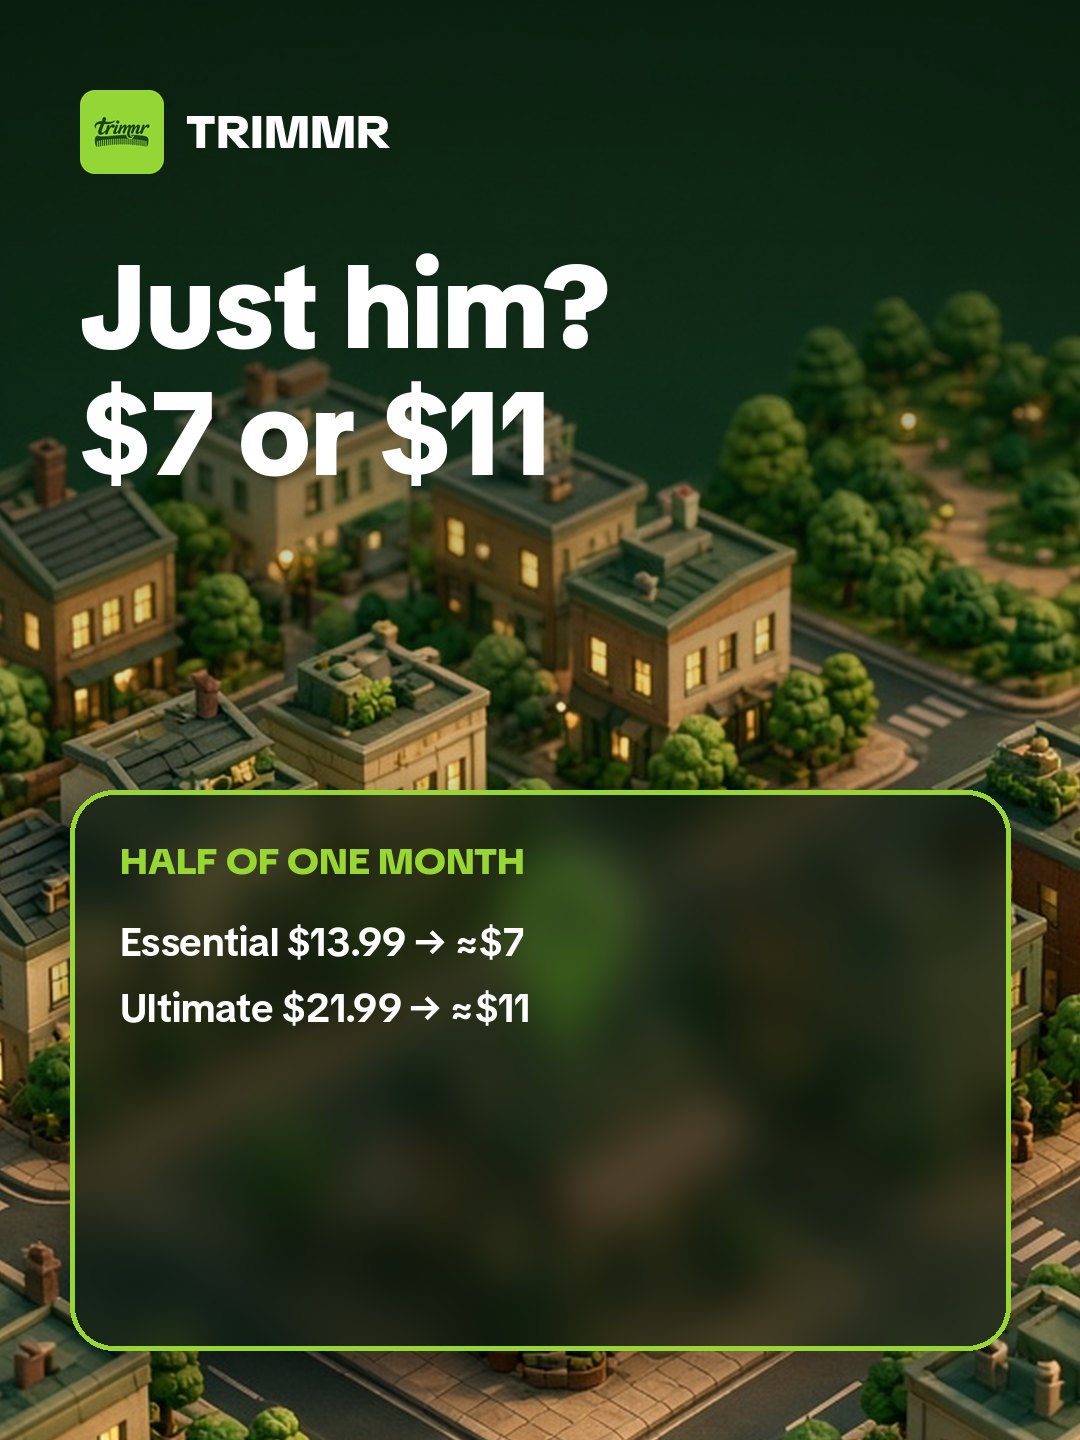 trimmr
TRIMMR
Just him?
$7 or $11
HALF OF ONE MONTH
Essential $13.99 → ≈$7
Ultimate $21.99 → ≈$11